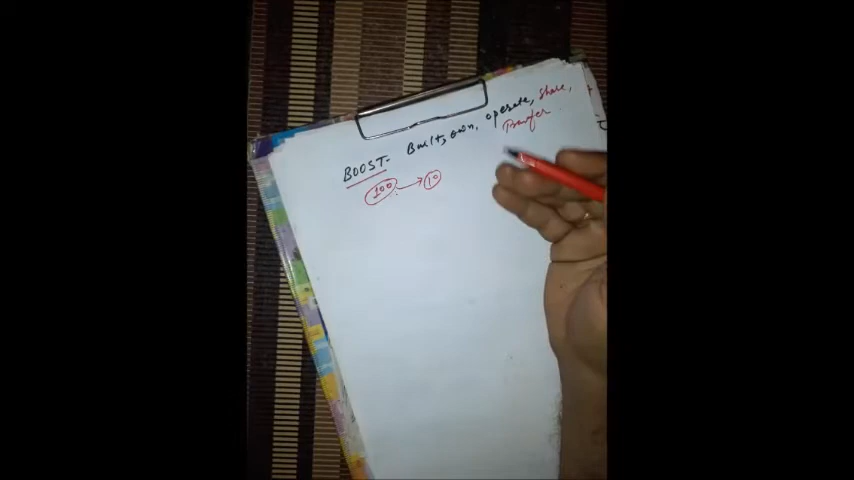 BOOST- Built, own, operate, share,
Transfer
100 → 10